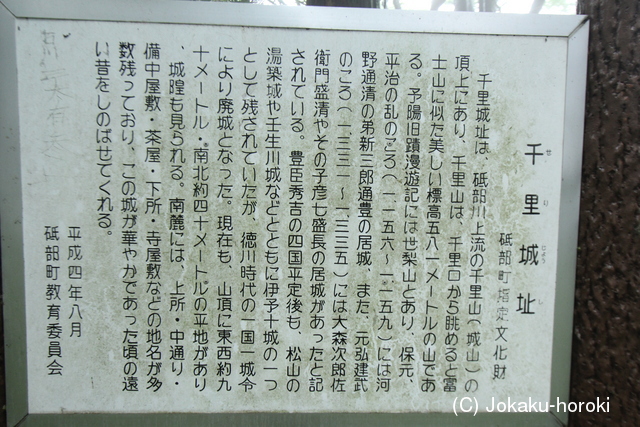 千里城址
せり じょう し
砥部町指定文化財
千里城址は、砥部川上流の千里山(城山)の
頂上にあり、千里山は、千里口から眺めると富
士山に似た美しい標高五八一メートルの山であ
る。予陽旧蹟漫遊記には世梨山とあり、保元、
平治の乱のころ(一一五六~一一五九)には河
野通清の弟新三郎通豊の居城、また、元弘建武
のころ(一三三一~一三三五)には大森次郎佐
衛門盛清やその子彦七盛長の居城があったと記
されている。豊臣秀吉の四国平定後も、松山の
湯築城や壬生川城などとともに伊予十城の一つ
として残されていたが、徳川時代の一国一城令
により廃城となった。現在も、山頂に東西約九
十メートル・南北約四十メートルの平地があり
、城隍も見られる。南麓には、上所・中通り・
備中屋敷・茶屋・下所・寺屋敷などの地名が多
数残っており、この城が華やかであった頃の遠
い昔をしのばせてくれる。
平成四年八月
砥部町教育委員会
(C) Jokaku-horoki